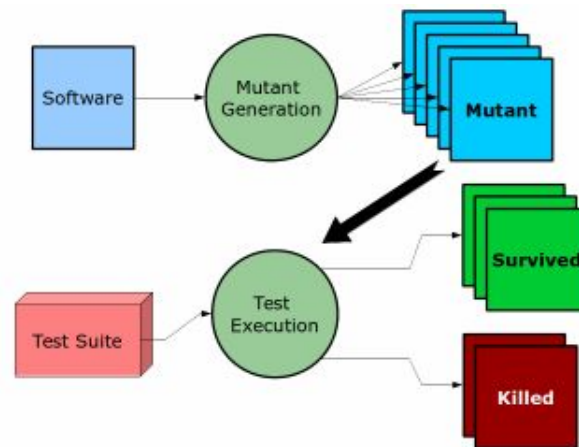 Software
Mutant
Generation
Mutant
Test Suite
Test
Execution
Survived
Killed